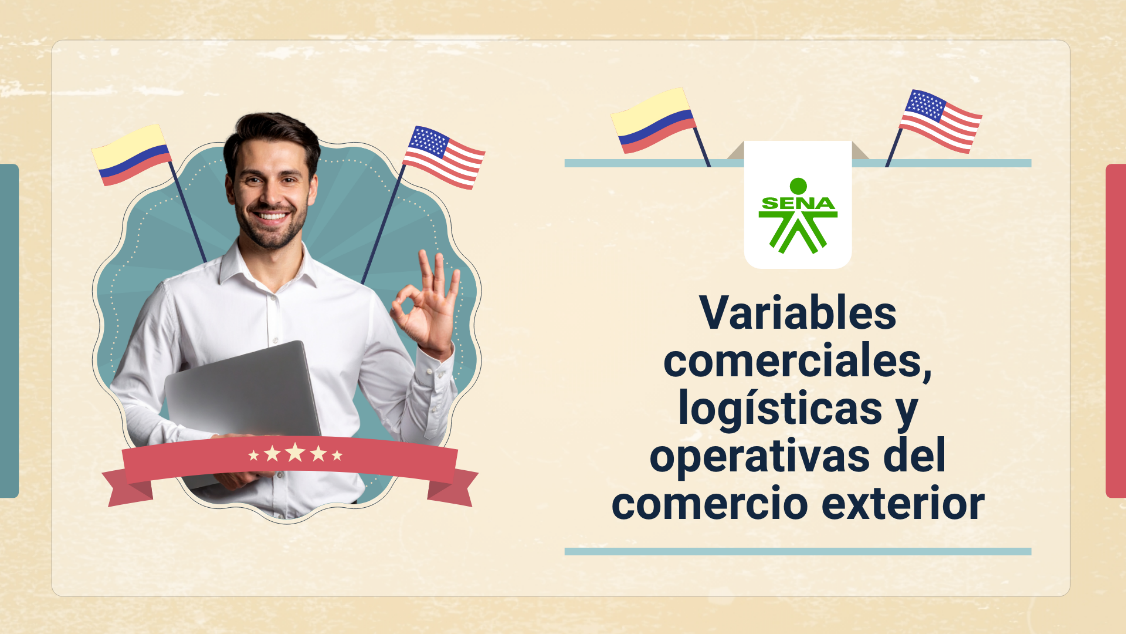 SENA
Variables
comerciales,
logísticas y
operativas del
comercio exterior